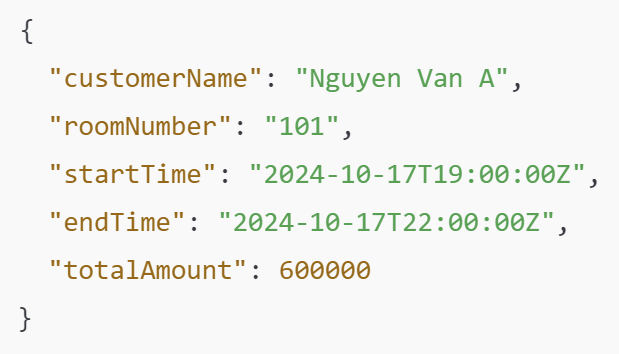 {
"customerName": "Nguyen Van A",
"roomNumber": "101",
"startTime": "2024-10-17T19:00:00Z",
"endTime": "2024-10-17T22:00:00Z",
"totalAmount": 600000
}